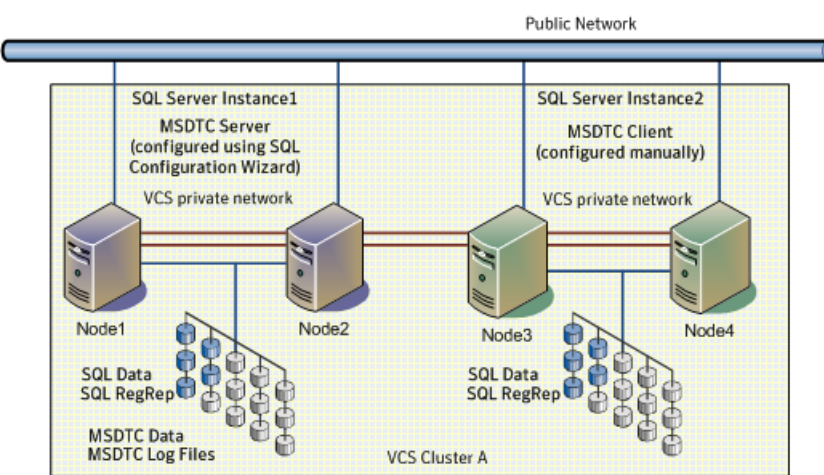 Public Network
SQL Server Instance1
SQL Server Instance2
MSDTC Server
(configured using SQL
Configuration Wizard)
MSDTC Client
(configured manually)
VCS private network
VCS private network
Node1
Node2
Node3
Node4
SQL Data
SQL RegRep
SQL Data
SQL RegRep
MSDTC Data
MSDTC Log Files
VCS Cluster A